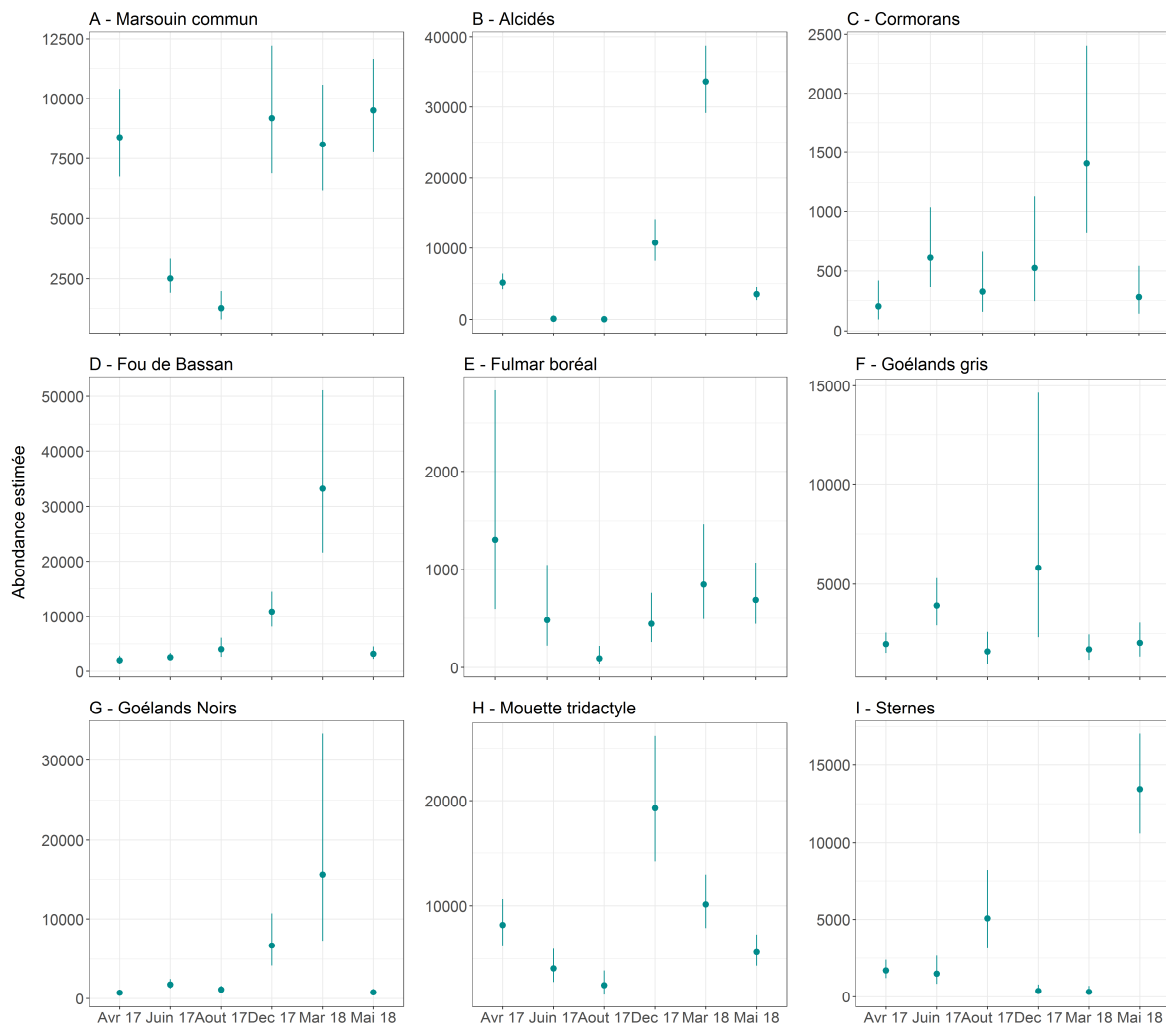 A - Marsouin commun
12500
10000
7500
5000
2500
B - Alcidés
40000
30000
20000
10000
0
C - Cormorans
2500
2000
1500
1000
500
0
Abondance estimée
D - Fou de Bassan
50000
40000
30000
20000
10000
0
E - Fulmar boréal
2000
1000
0
F - Goélands gris
15000
10000
5000
G - Goélands Noirs
30000
20000
10000
0
Avr 17 Juin 17 Aout 17 Dec 17 Mar 18 Mai 18
H - Mouette tridactyle
20000
10000
Avr 17 Juin 17 Aout 17 Dec 17 Mar 18 Mai 18
I - Sternes
15000
10000
5000
0
Avr 17 Juin 17 Aout 17 Dec 17 Mar 18 Mai 18